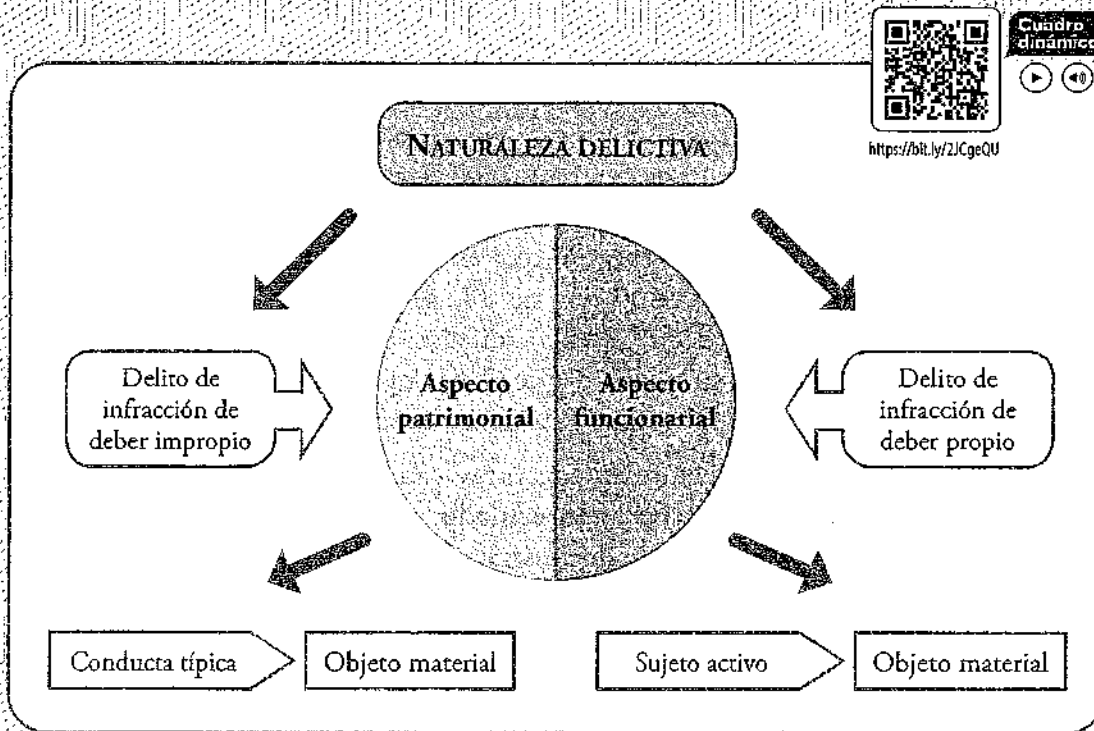 Cuadro
dinámico
https://bit.ly/2JCgeQU
NATURALEZA DELICTIVA
Delito de
infracción de
deber impropio
Aspecto
patrimonial
Aspecto
funcionarial
Delito de
infracción de
deber propio
Conducta típica
Objeto material
Sujeto activo
Objeto material